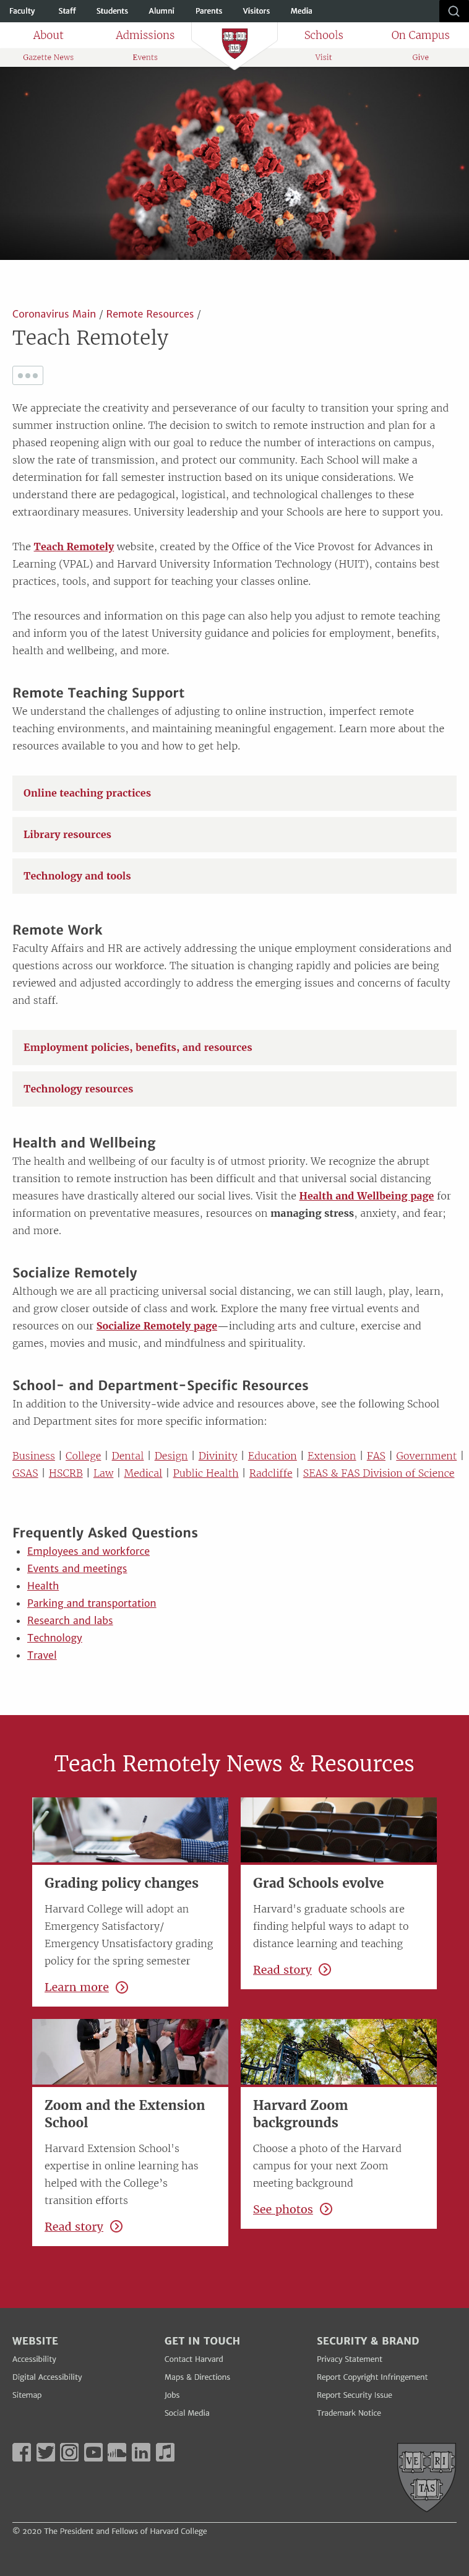 Faculty Staff Students Alumni Parents Visitors Media
About Admissions Schools On Campus
Gazette News Events Visit Give
Coronavirus Main / Remote Resources /
Teach Remotely
We appreciate the creativity and perseverance of our faculty to transition your spring and
summer instruction online. The decision to switch to remote instruction and plan for a
phased reopening align with our goal to reduce the number of interactions on campus,
slow the rate of transmission, and protect our community. Each School will make a
determination for fall semester instruction based on its unique considerations. We
understand there are pedagogical, logistical, and technological challenges to these
extraordinary measures. University leadership and your Schools are here to support you.
The Teach Remotely website, created by the Office of the Vice Provost for Advances in
Learning (VPAL) and Harvard University Information Technology (HUIT), contains best
practices, tools, and support for teaching your classes online.
The resources and information on this page can also help you adjust to remote teaching
and inform you of the latest University guidance and policies for employment, benefits,
health and wellbeing, and more.
Remote Teaching Support
We understand the challenges of adjusting to online instruction, imperfect remote
teaching environments, and maintaining meaningful engagement. Learn more about the
resources available to you and how to get help.
Online teaching practices
Library resources
Technology and tools
Remote Work
Faculty Affairs and HR are actively addressing the unique employment considerations and
questions across our workforce. The situation is changing rapidly and policies are being
reviewed and adjusted accordingly to address the emerging issues and concerns of faculty
and staff.
Employment policies, benefits, and resources
Technology resources
Health and Wellbeing
The health and wellbeing of our faculty is of utmost priority. We recognize the abrupt
transition to remote instruction has been difficult and that universal social distancing
measures have drastically altered our social lives. Visit the Health and Wellbeing page for
information on preventative measures, resources on managing stress, anxiety, and fear;
and more.
Socialize Remotely
Although we are all practicing universal social distancing, we can still laugh, play, learn,
and grow closer outside of class and work. Explore the many free virtual events and
resources on our Socialize Remotely page—including arts and culture, exercise and
games, movies and music, and mindfulness and spirituality.
School- and Department-Specific Resources
In addition to the University-wide advice and resources above, see the following School
and Department sites for more specific information:
Business | College | Dental | Design | Divinity | Education | Extension | FAS | Government |
GSAS | HSCRB | Law | Medical | Public Health | Radcliffe | SEAS & FAS Division of Science
Frequently Asked Questions
• Employees and workforce
• Events and meetings
• Health
• Parking and transportation
• Research and labs
• Technology
• Travel
Teach Remotely News & Resources
Grading policy changes
Harvard College will adopt an
Emergency Satisfactory/
Emergency Unsatisfactory grading
policy for the spring semester
Learn more
Grad Schools evolve
Harvard's graduate schools are
finding helpful ways to adapt to
distance learning and teaching
Read story
Zoom and the Extension
School
Harvard Extension School's
expertise in online learning has
helped with the College's
transition efforts
Read story
Harvard Zoom
backgrounds
Choose a photo of the Harvard
campus for your next Zoom
meeting background
See photos
WEBSITE
Accessibility
Digital Accessibility
Sitemap
GET IN TOUCH
Contact Harvard
Maps & Directions
Jobs
Social Media
SECURITY & BRAND
Privacy Statement
Report Copyright Infringement
Report Security Issue
Trademark Notice
VE RI
TAS
© 2020 The President and Fellows of Harvard College